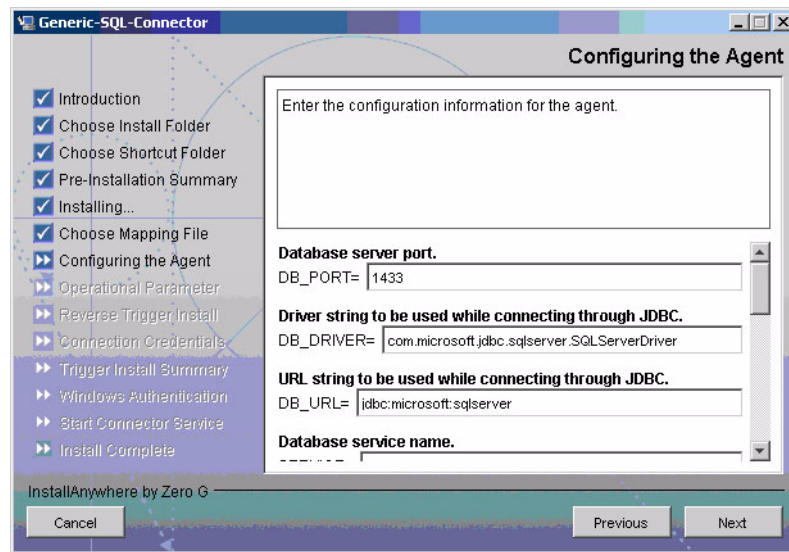 Generic-SQL-Connector
Configuring the Agent
Introduction
Choose Install Folder
Choose Shortcut Folder
Pre-Installation Summary
Installing...
Choose Mapping File
Configuring the Agent
Operational Parameter
Reverse Trigger Install
Connection Credentials
Trigger Install Summary
Windows Authentication
Start Connector Service
Install Complete
Enter the configuration information for the agent.
Database server port.
DB_PORT= 1433
Driver string to be used while connecting through JDBC.
DB_DRIVER= com.microsoft.jdbc.sqlserver.SQLServerDriver
URL string to be used while connecting through JDBC.
DB_URL= jdbc:microsoft:sqlserver
Database service name.
InstallAnywhere by Zero G
Cancel
Previous
Next